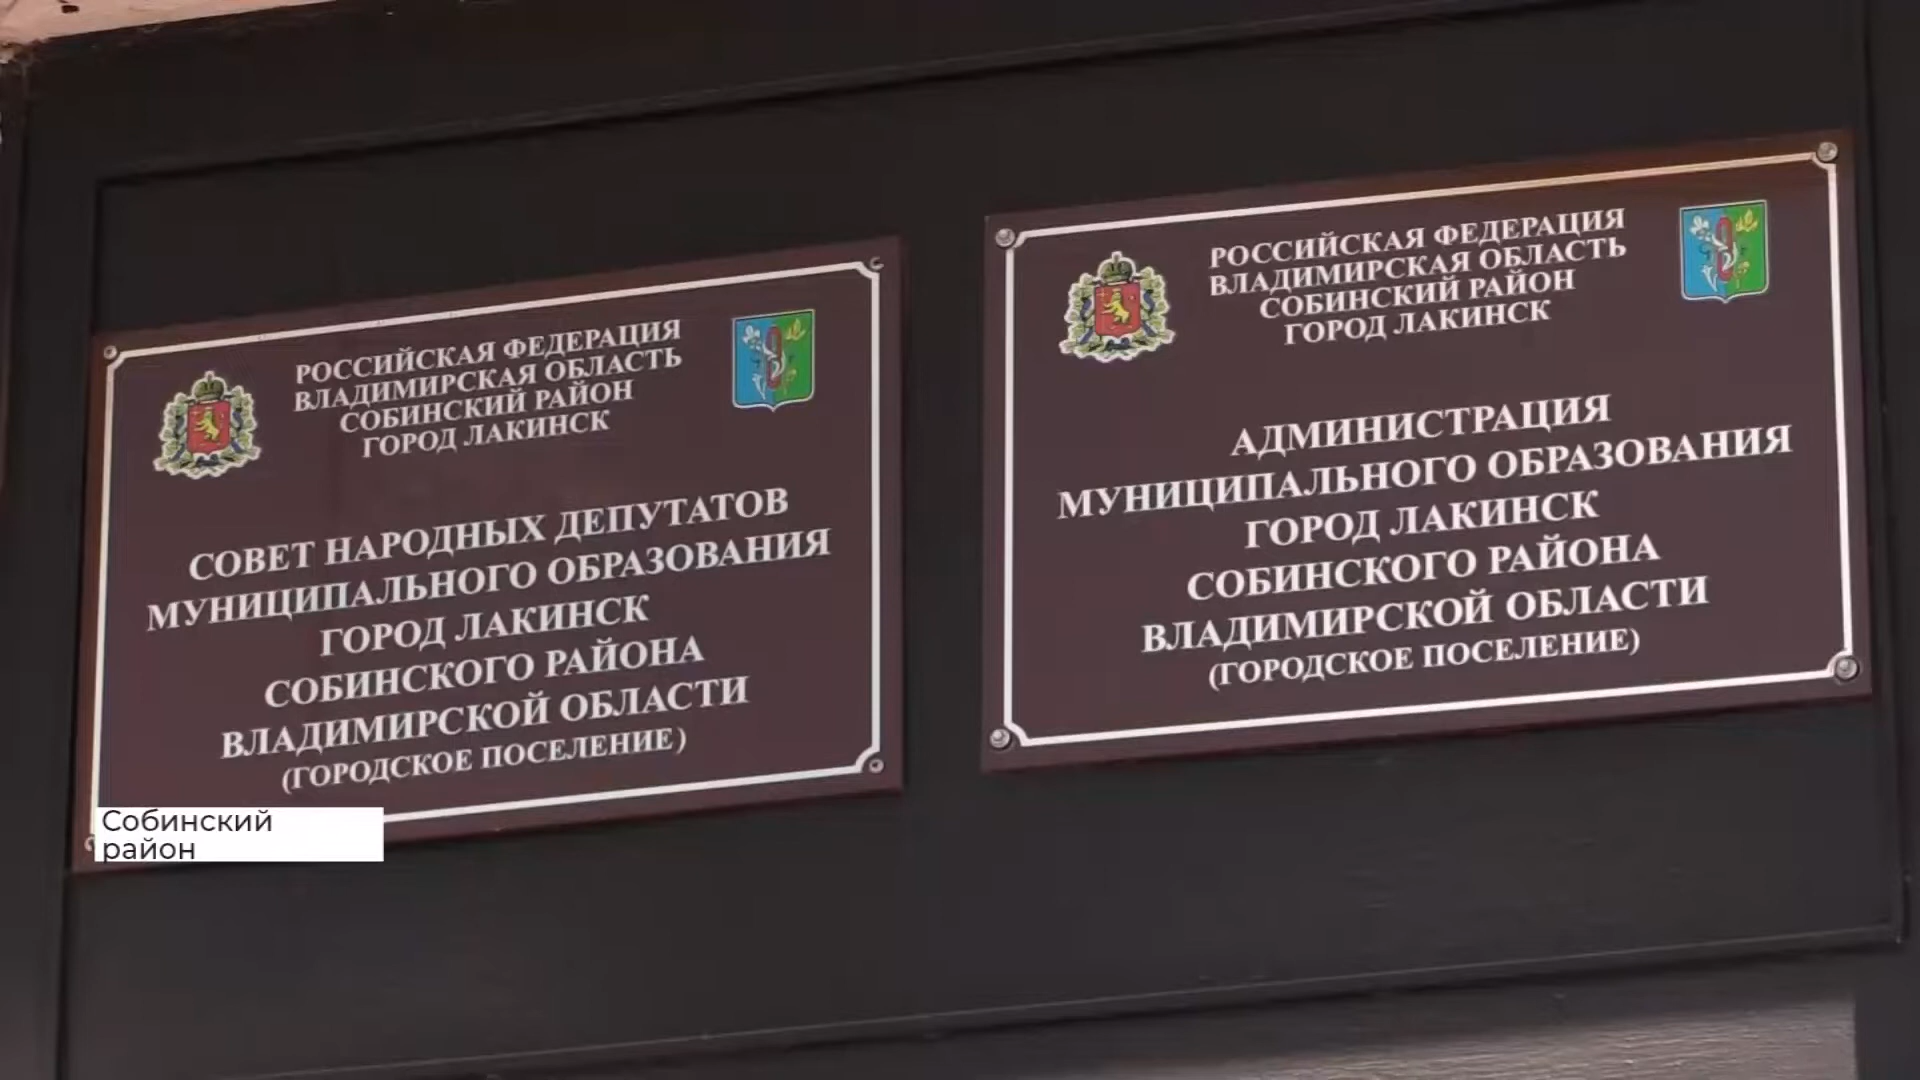 РОССИЙСКАЯ ФЕДЕРАЦИЯ
ВЛАДИМИРСКАЯ ОБЛАСТЬ
СОБИНСКИЙ РАЙОН
ГОРОД ЛАКИНСК
СОВЕТ НАРОДНЫХ ДЕПУТАТОВ
МУНИЦИПАЛЬНОГО ОБРАЗОВАНИЯ
ГОРОД ЛАКИНСК
СОБИНСКОГО РАЙОНА
ВЛАДИМИРСКОЙ ОБЛАСТИ
(ГОРОДСКОЕ ПОСЕЛЕНИЕ)
РОССИЙСКАЯ ФЕДЕРАЦИЯ
ВЛАДИМИРСКАЯ ОБЛАСТЬ
СОБИНСКИЙ РАЙОН
ГОРОД ЛАКИНСК
АДМИНИСТРАЦИЯ
МУНИЦИПАЛЬНОГО ОБРАЗОВАНИЯ
ГОРОД ЛАКИНСК
СОБИНСКОГО РАЙОНА
ВЛАДИМИРСКОЙ ОБЛАСТИ
(ГОРОДСКОЕ ПОСЕЛЕНИЕ)
Собинский
район